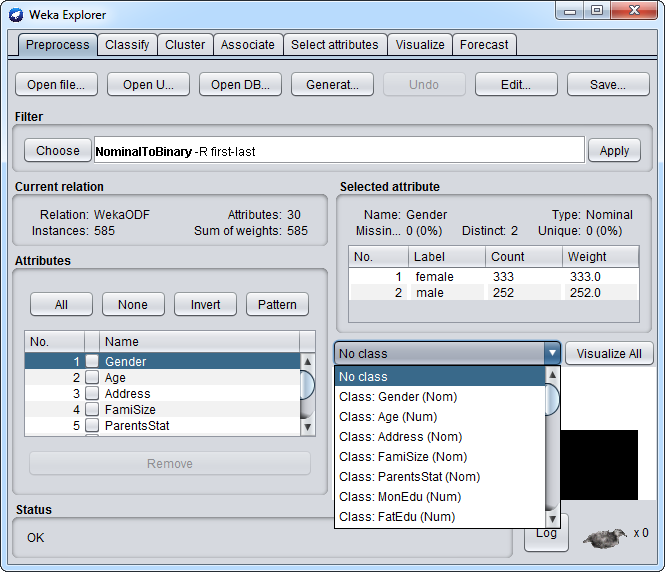 Weka Explorer
Preprocess Classify Cluster Associate Select attributes Visualize Forecast
Open file... Open U... Open DB... Generat... Undo Edit... Save...
Filter
Choose NominalToBinary -R first-last Apply
Current relation
Relation: WekaODF Attributes: 30
Instances: 585 Sum of weights: 585
Selected attribute
Name: Gender Type: Nominal
Missin... 0 (0%) Distinct: 2 Unique: 0 (0%)
No. Label Count Weight
1 female 333 333.0
2 male 252 252.0
Attributes
All None Invert Pattern
No. Name
1 Gender
2 Age
3 Address
4 FamiSize
5 ParentsStat
Remove
No class Visualize All
No class
Class: Gender (Nom)
Class: Age (Num)
Class: Address (Nom)
Class: FamiSize (Nom)
Class: ParentsStat (Nom)
Class: MonEdu (Num)
Class: FatEdu (Num)
Status
OK
Log x 0